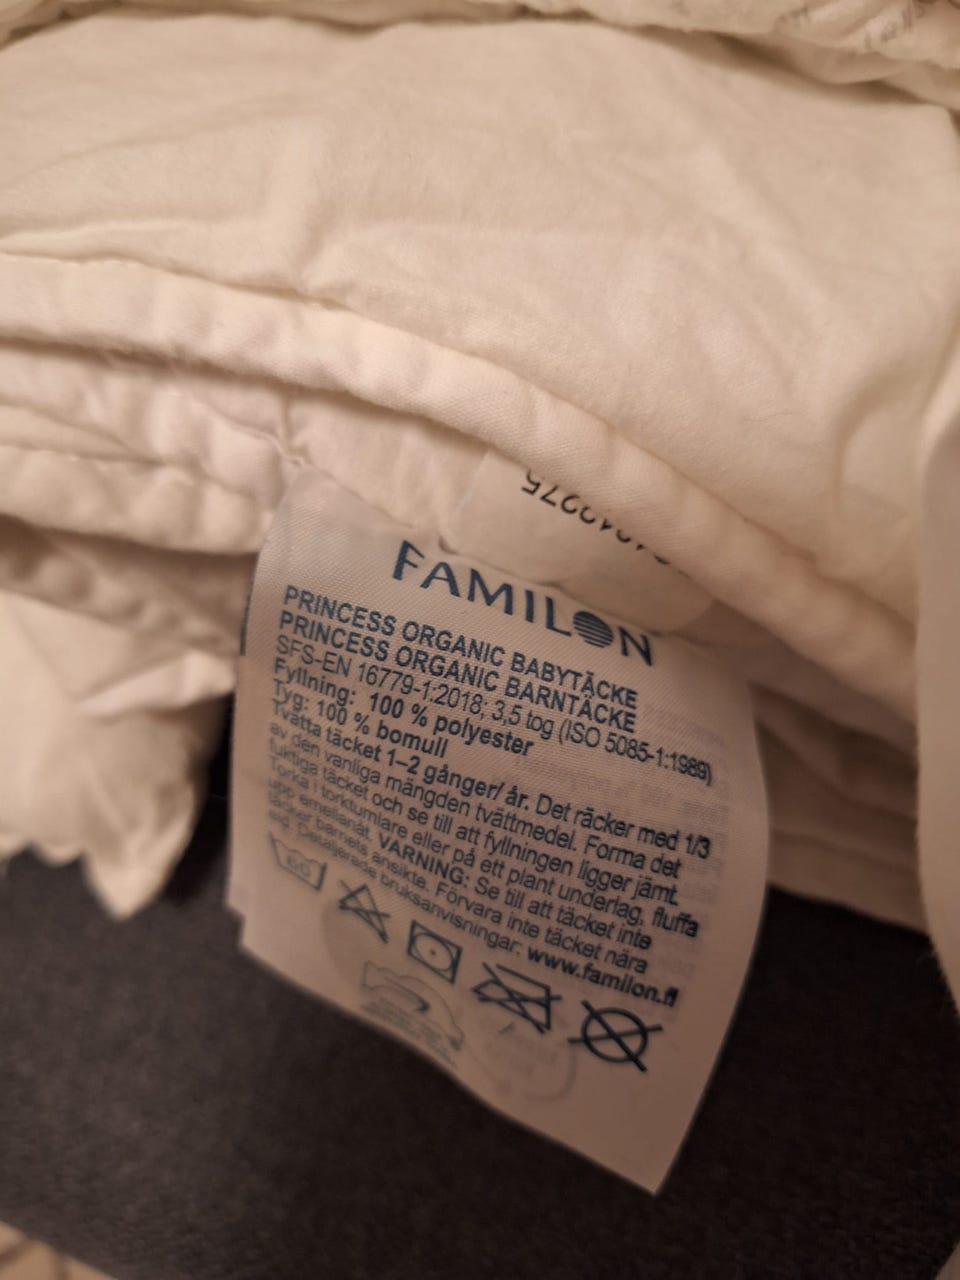 FAMILON
PRINCESS ORGANIC BABYTÄCKE
PRINCESS ORGANIC BARNTÄCKE
SFS-EN 16779-1:2018; 3,5 tog (ISO 5085-1:1989)
Fyllning: 100 % polyester
Tyg: 100 % bomull
Tvätta täcket 1–2 gånger/ år. Det räcker med 1/3
av den vanliga mängden tvättmedel. Forma det
fuktiga täcket och se till att fyllningen ligger jämt.
Torka i torktumlare eller på ett plant underlag, fluffa
upp emellanåt. VARNING: Se till att täcket inte
täcker barnets ansikte. Förvara inte täcket nära
eld. Detaljerade bruksanvisningar: www.familon.fi
60